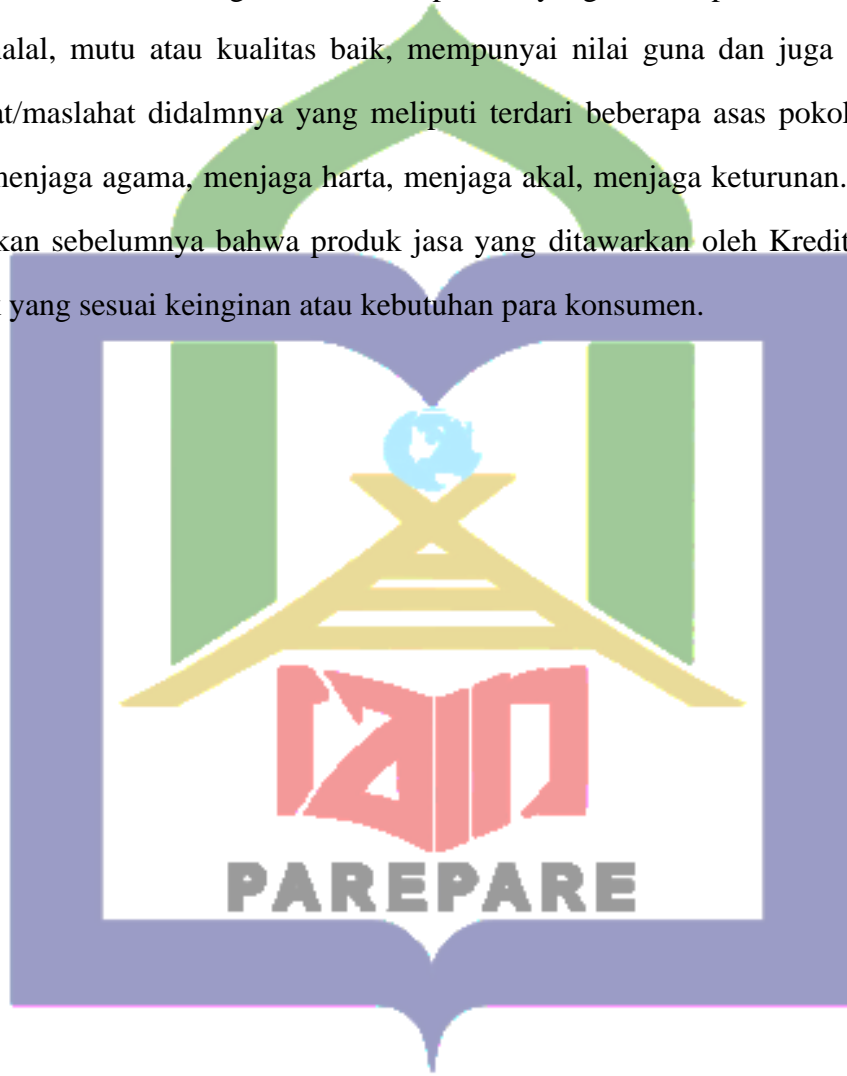 alal, mutu atau kualitas baik, mempunyai nilai guna dan juga
at/maslahat didalmnya yang meliputi terdari beberapa asas pokok
menjaga agama, menjaga harta, menjaga akal, menjaga keturunan.
kan sebelumnya bahwa produk jasa yang ditawarkan oleh Kredit
yang sesuai keinginan atau kebutuhan para konsumen.
iain
PAREPARE